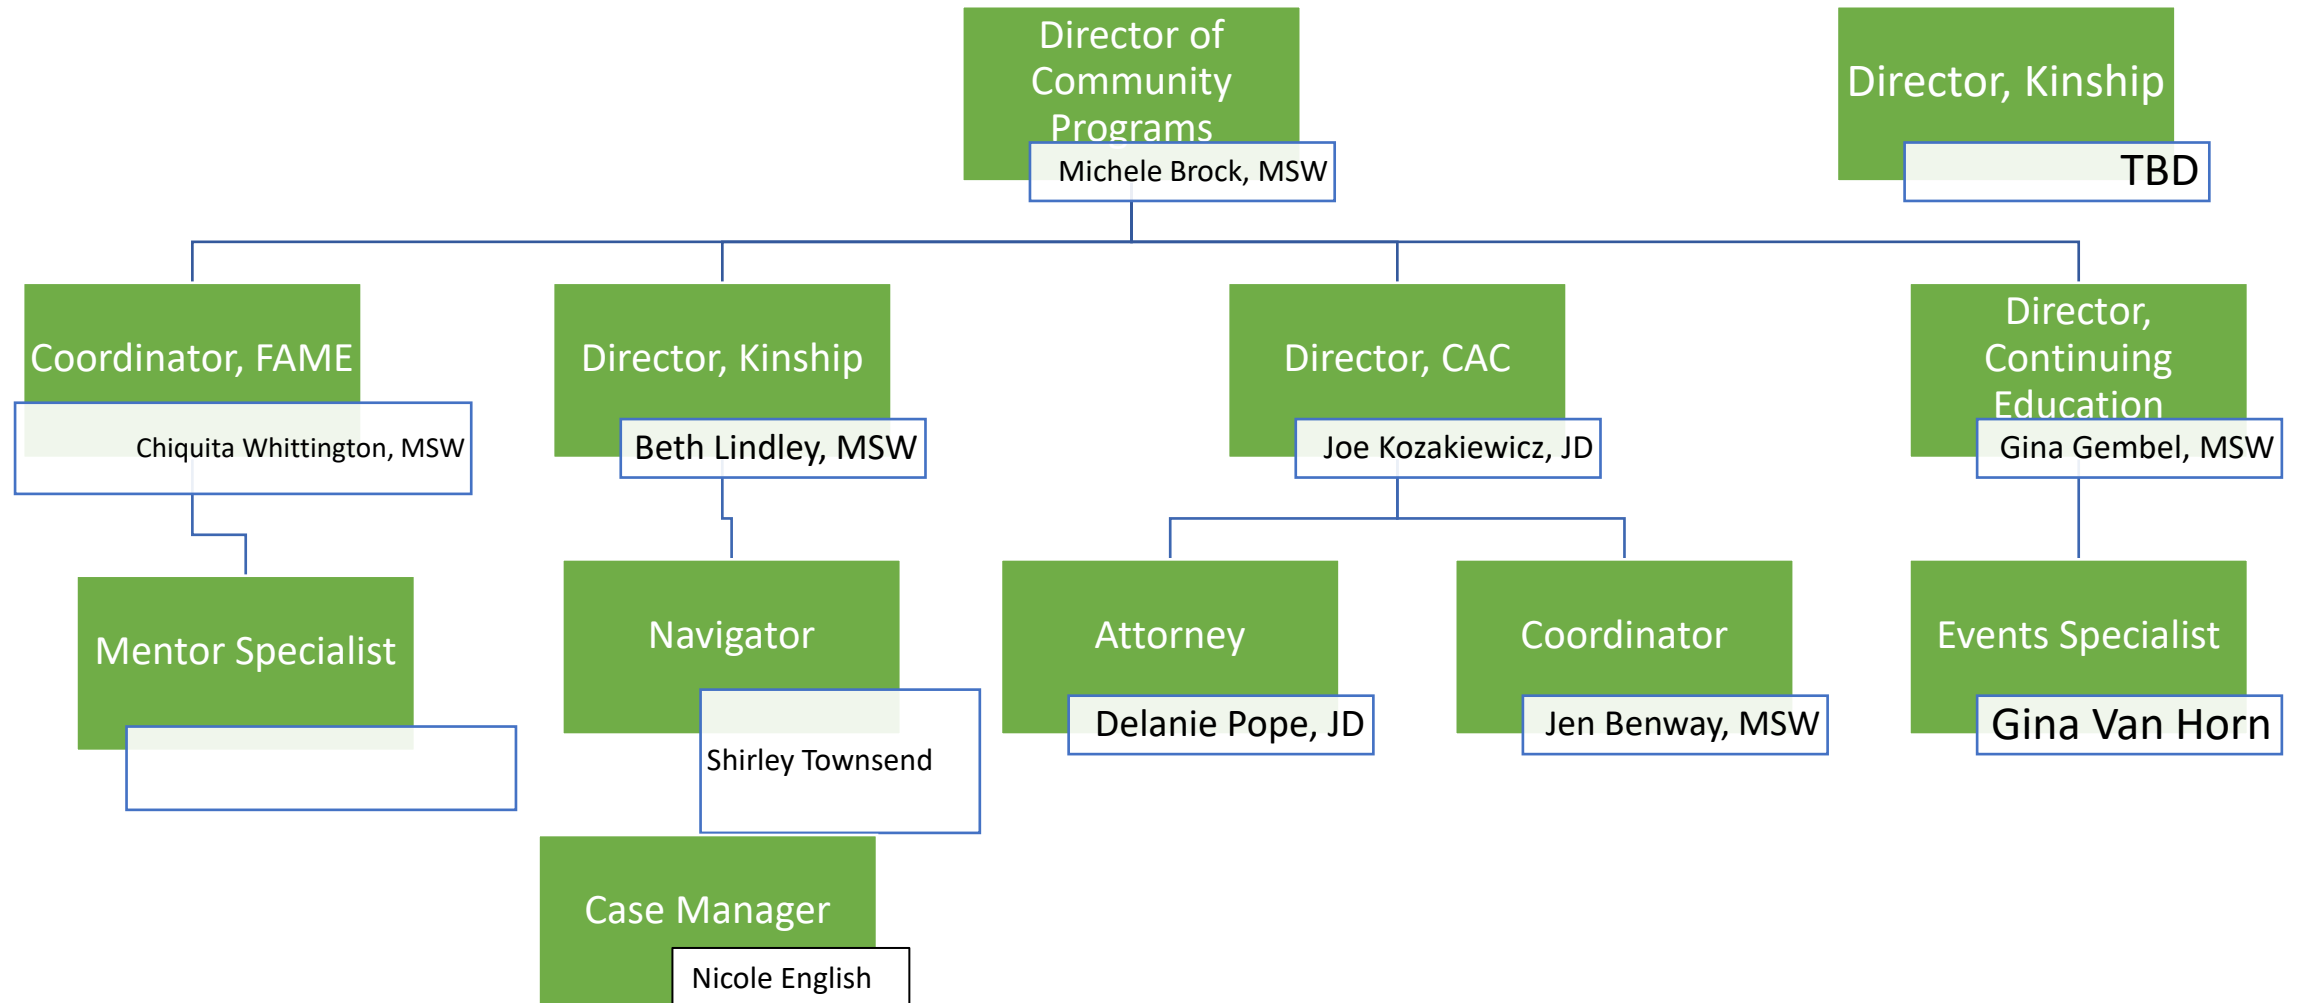 Director of
Community
Programs
Michele Brock, MSW
Director, Kinship
TBD
Coordinator, FAME
Chiquita Whittington, MSW
Director, Kinship
Beth Lindley, MSW
Director, CAC
Joe Kozakiewicz, JD
Director,
Continuing
Education
Gina Gembel, MSW
Mentor Specialist
Navigator
Shirley Townsend
Attorney
Delanie Pope, JD
Coordinator
Jen Benway, MSW
Events Specialist
Gina Van Horn
Case Manager
Nicole English